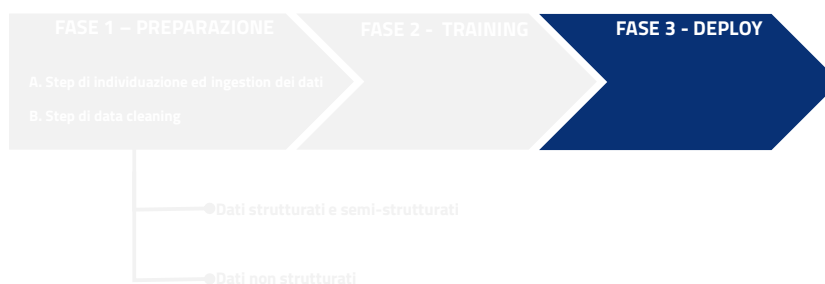 FASE 1 – PREPARAZIONE
FASE 2 - TRAINING
FASE 3 - DEPLOY
A. Step di individuazione ed ingestion dei dati
B. Step di data cleaning
Dati strutturati e semi-strutturati
Dati non strutturati